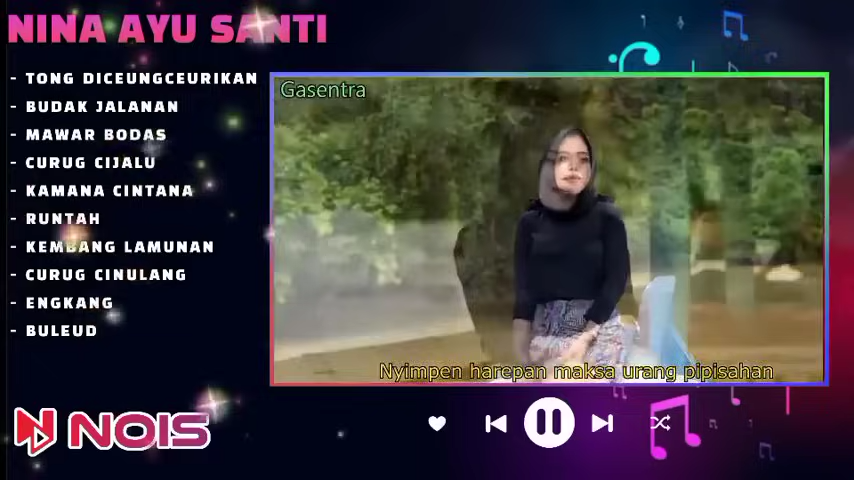 NINA AYU SANTI
- TONG DICEUNGCEURIKAN
- BUDAK JALANAN
- MAWAR BODAS
- CURUG CIJALU
- KAMANA CINTANA
- RUNTAH
- KEMBANG LAMUNAN
- CURUG CINULANG
- ENGKANG
- BULEUD
Gasentra
Nyimpen harepan maksa urang pipisahan
NOIS